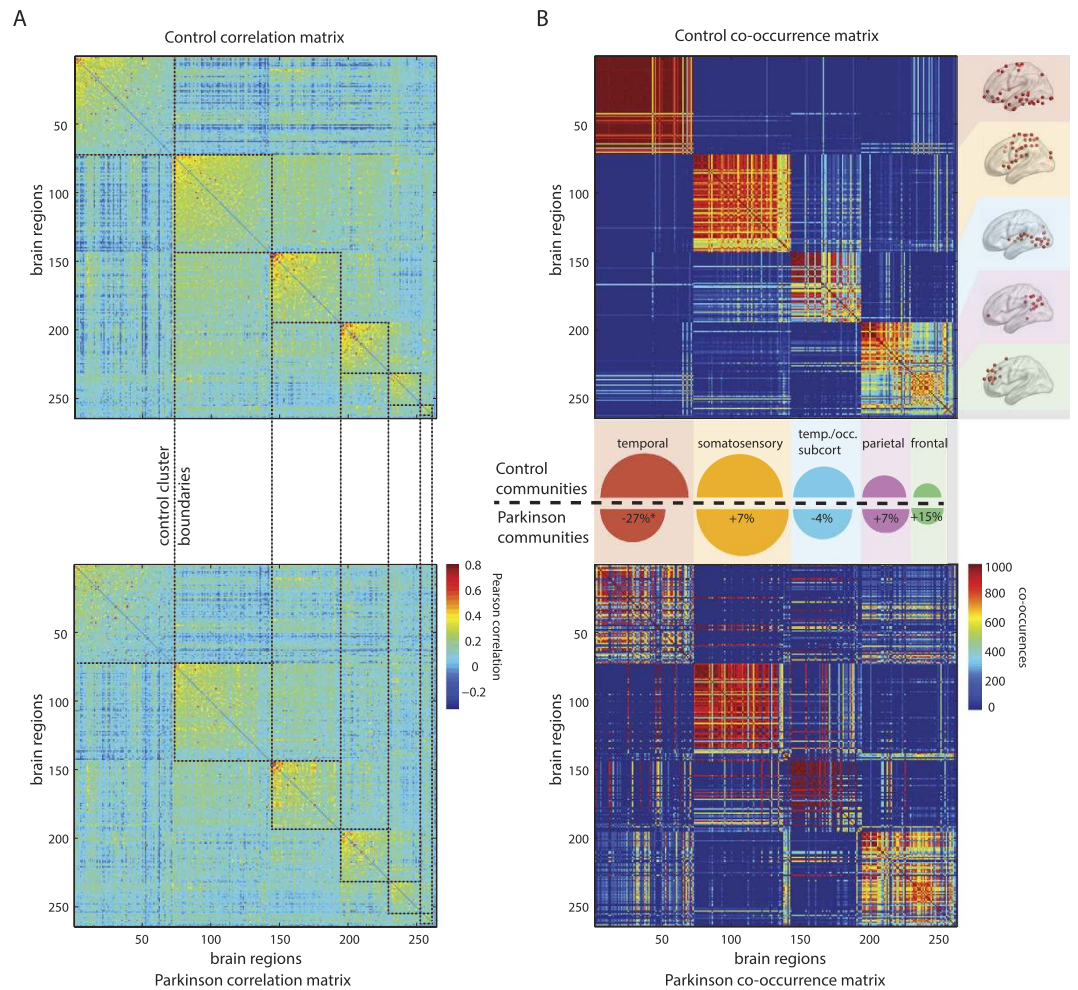 A
B
Control correlation matrix
Control co-occurrence matrix
50
100
150
200
250
brain regions
50
100
150
200
250
brain regions
control cluster
boundaries
Control
communities
Parkinson
communities
temporal
somatosensory
temp./occ.
subcort
parietal
frontal
-27%*
+7%
-4%
+7%
+15%
0.8
0.6
0.4
0.2
0
−0.2
Pearson correlation
1000
800
600
400
200
0
co-occurences
50
100
150
200
250
brain regions
50
100
150
200
250
brain regions
Parkinson correlation matrix
50
100
150
200
250
brain regions
50
100
150
200
250
brain regions
Parkinson co-occurrence matrix